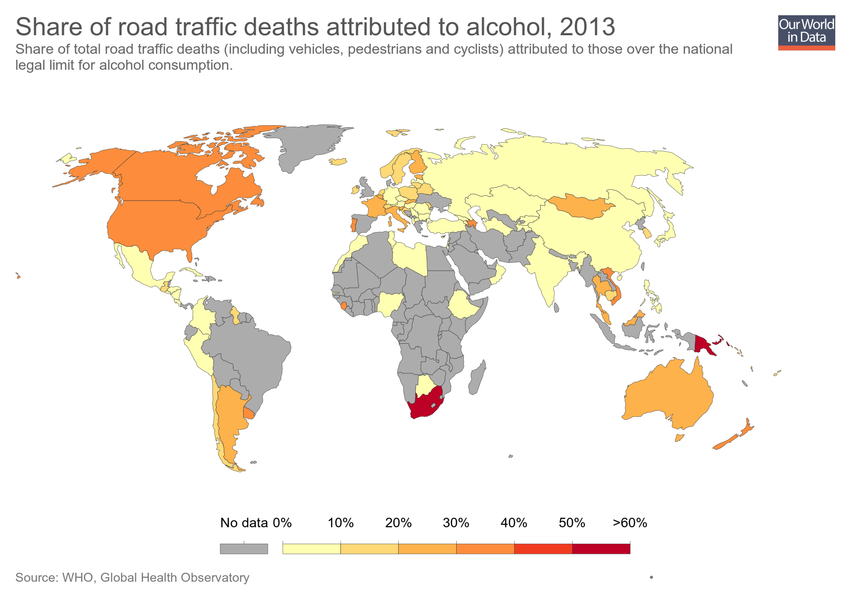 Share of road traffic deaths attributed to alcohol, 2013
Share of total road traffic deaths (including vehicles, pedestrians and cyclists) attributed to those over the national
legal limit for alcohol consumption.
Our World
in Data
No data 0% 10% 20% 30% 40% 50% >60%
Source: WHO, Global Health Observatory